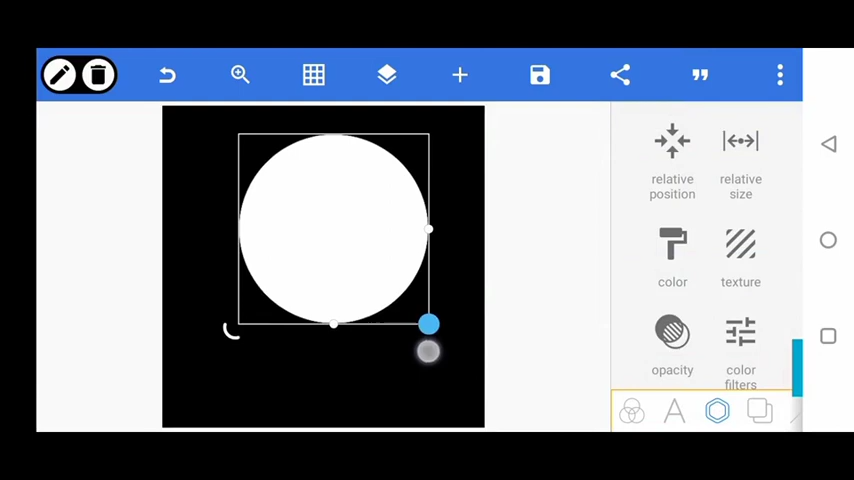 relative
position
relative
size
color
texture
opacity
color
filters